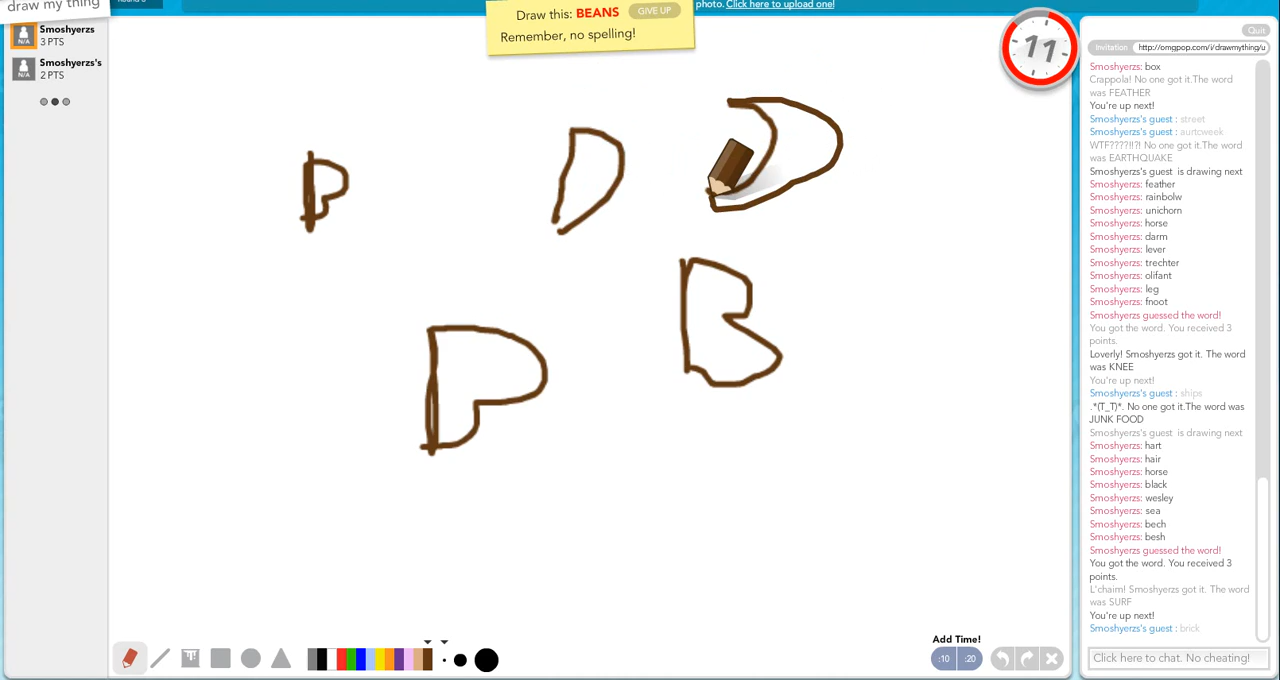 draw my thing
photo. Click here to upload one!
Draw this: BEANS
GIVE UP
Remember, no spelling!
11
Smoshyerzs
3 PTS
N/A
Smoshyerzs's
2 PTS
N/A
Quit
Invitation
http://omgpop.com/i/drawmything/u
Smoshyerzs: box
Crappola! No one got it.The word
was FEATHER
You're up next!
Smoshyerzs's guest : street
Smoshyerzs's guest : aurtcweek
WTF????!!?! No one got it.The word
was EARTHQUAKE
Smoshyerzs's guest is drawing next
Smoshyerzs: feather
Smoshyerzs: rainbolw
Smoshyerzs: unichorn
Smoshyerzs: horse
Smoshyerzs: darm
Smoshyerzs: lever
Smoshyerzs: trechter
Smoshyerzs: olifant
Smoshyerzs: leg
Smoshyerzs: fnoot
Smoshyerzs guessed the word!
You got the word. You received 3
points.
Loverly! Smoshyerzs got it. The word
was KNEE
You're up next!
Smoshyerzs's guest : ships
.*(T_T)*. No one got it.The word was
JUNK FOOD
Smoshyerzs's guest is drawing next
Smoshyerzs: hart
Smoshyerzs: hair
Smoshyerzs: horse
Smoshyerzs: black
Smoshyerzs: wesley
Smoshyerzs: sea
Smoshyerzs: bech
Smoshyerzs: besh
Smoshyerzs guessed the word!
You got the word. You received 3
points.
L'chaim! Smoshyerzs got it. The word
was SURF
You're up next!
Smoshyerzs's guest : brick
Click here to chat. No cheating!
Add Time!
:10 :20